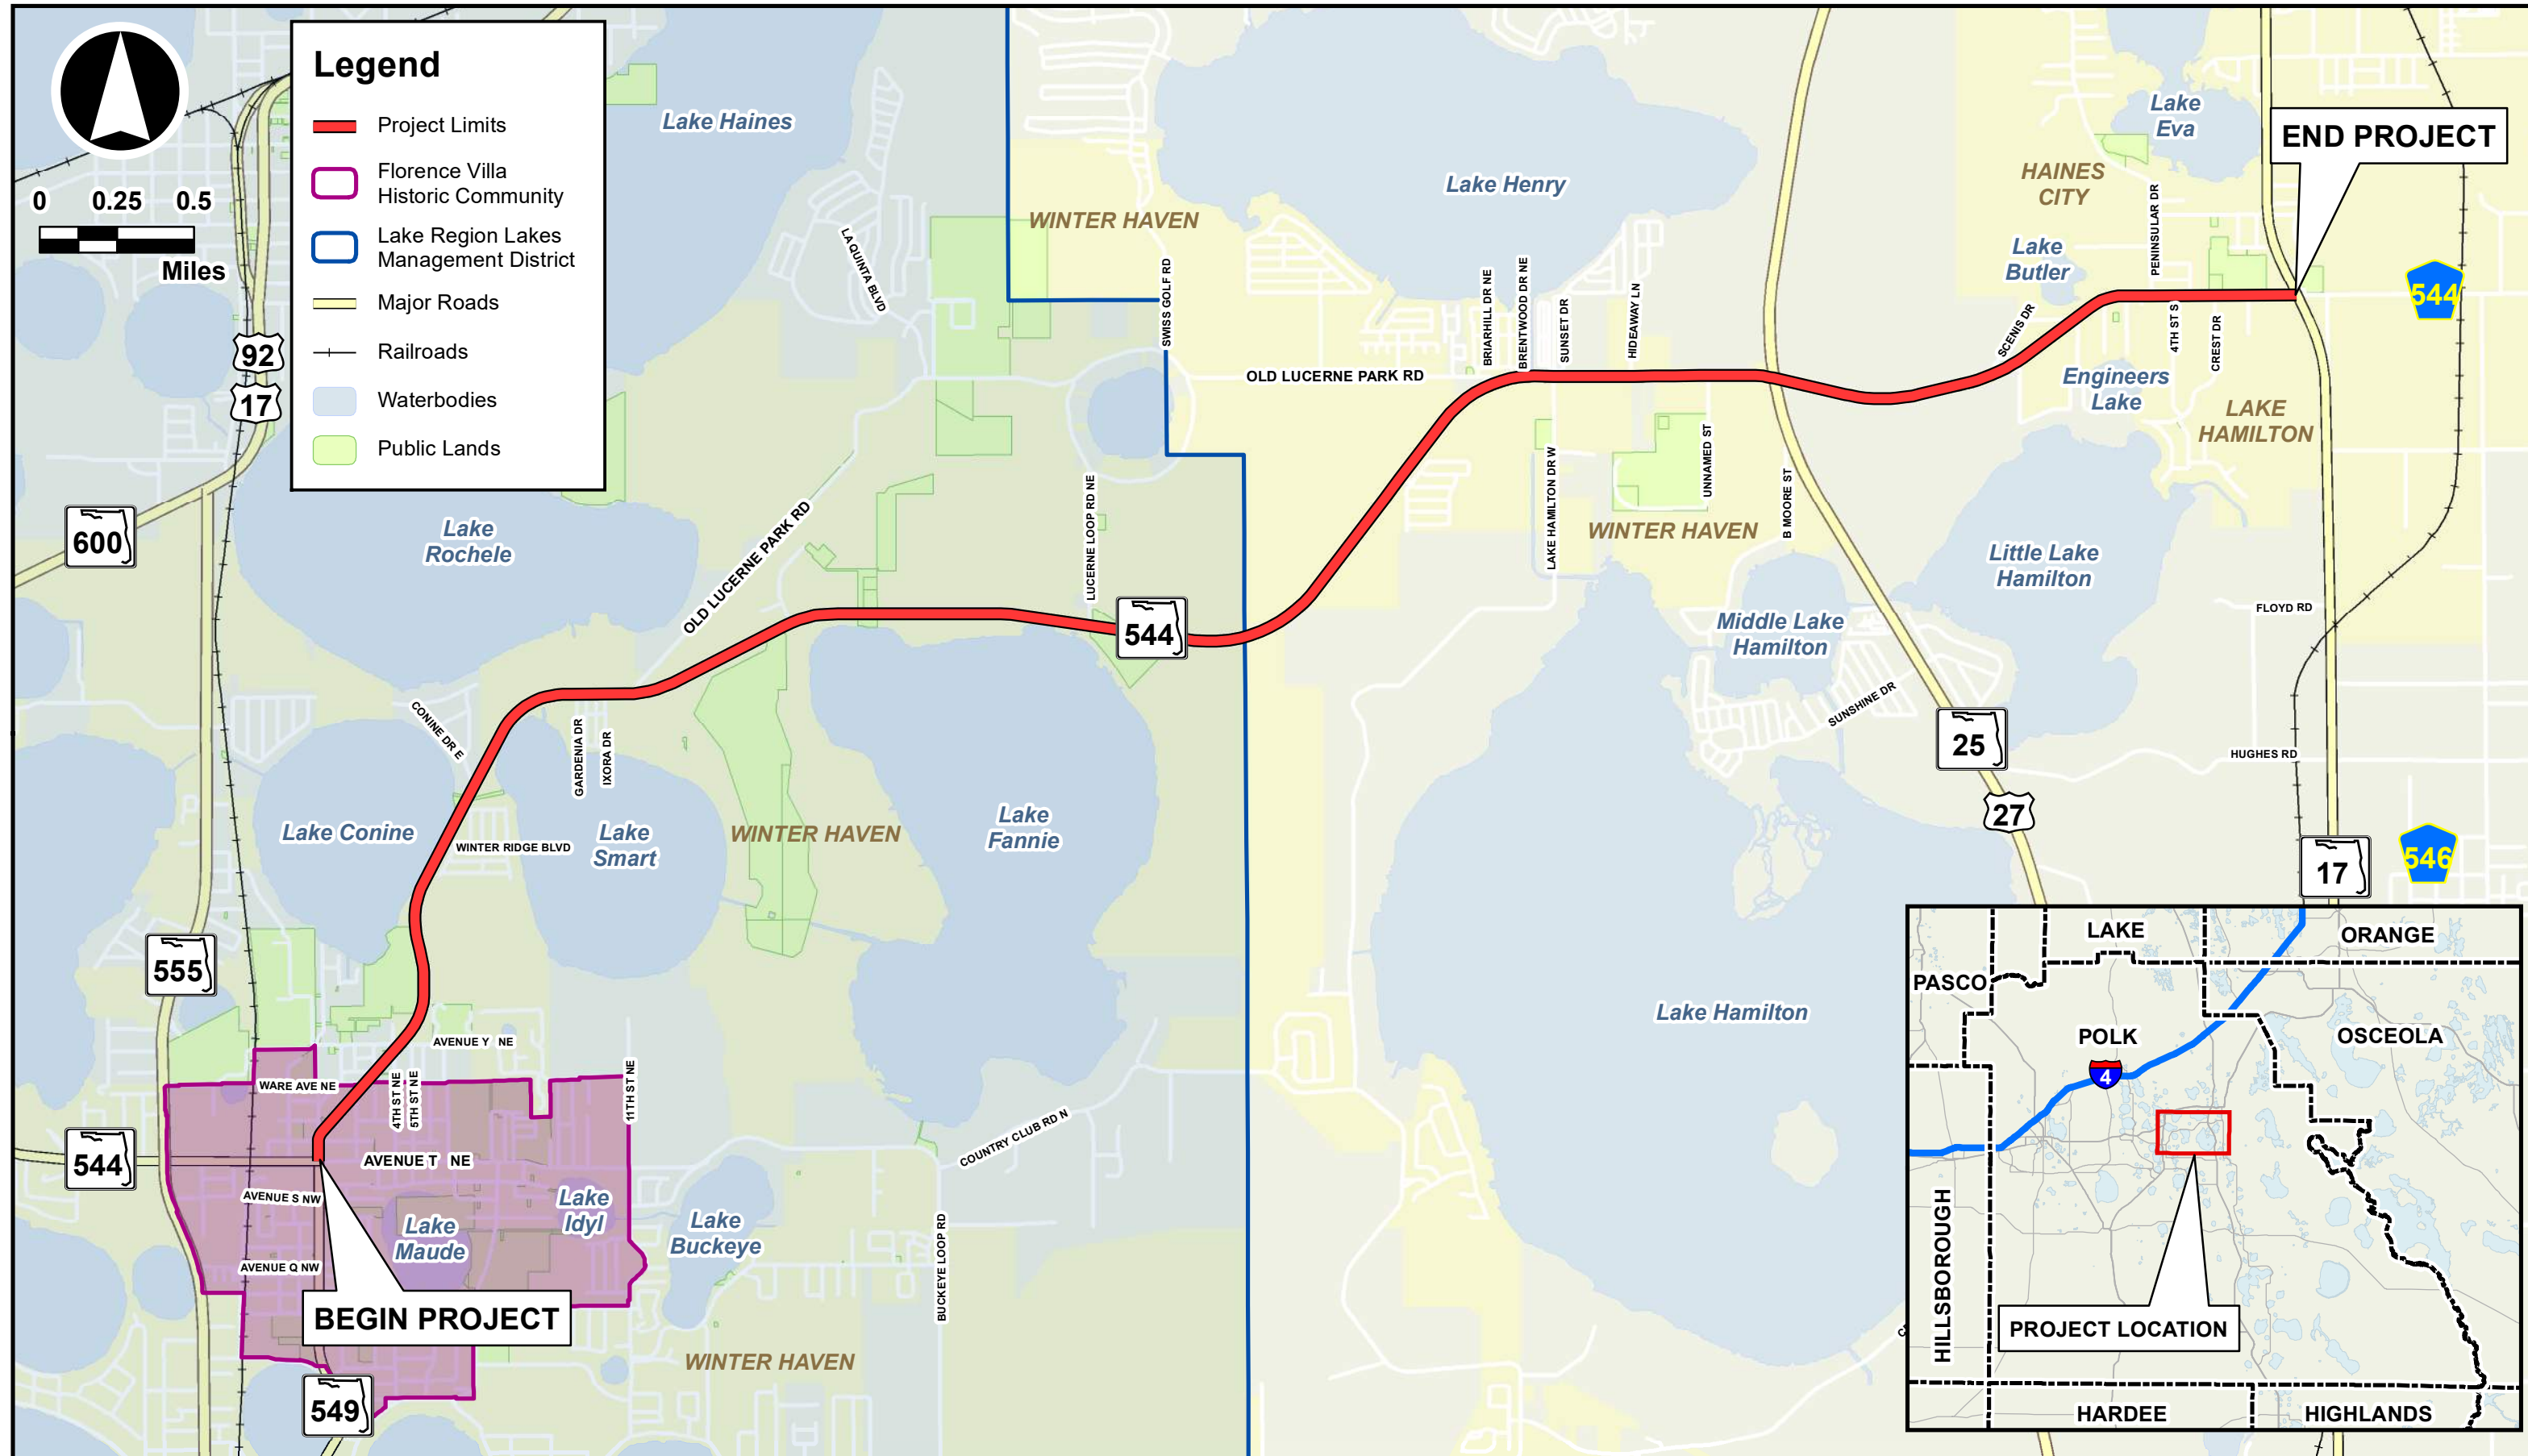 Legend
Project Limits
Florence Villa
Historic Community
Lake Region Lakes
Management District
Major Roads
Railroads
Waterbodies
Public Lands
0 0.25 0.5
Miles
92
17
600
555
544
549
Lake Haines
LA QUINTA BLVD
WINTER HAVEN
SWISS GOLF RD
Lake Henry
BRIARHILL DR NE
BRENTWOOD DR NE
SUNSET DR
HIDEAWAY LN
OLD LUCERNE PARK RD
Lake
Eva
END PROJECT
HAINES
CITY
PENINSULAR DR
Lake
Butler
544
SCENIS DR
4TH ST S
CREST DR
Engineers
Lake
LAKE
HAMILTON
Lake
Rochele
OLD LUCERNE PARK RD
LUCERNE LOOP RD NE
544
LAKE HAMILTON DR W
UNNAMED ST
B MOORE ST
WINTER HAVEN
Little Lake
Hamilton
FLOYD RD
Middle Lake
Hamilton
SUNSHINE DR
25
27
HUGHES RD
17
546
CONINE DR E
GARDENIA DR
IXORA DR
Lake Conine
WINTER RIDGE BLVD
Lake
Smart
WINTER HAVEN
Lake
Fannie
Lake Hamilton
AVENUE Y NE
WARE AVE NE
4TH ST NE
5TH ST NE
11TH ST NE
AVENUE T NE
AVENUE S NW
AVENUE Q NW
Lake
Maude
Lake
Idyl
Lake
Buckeye
COUNTRY CLUB RD N
BUCKEYE LOOP RD
BEGIN PROJECT
WINTER HAVEN
LAKE
ORANGE
PASCO
POLK
OSCEOLA
4
HILLSBOROUGH
PROJECT LOCATION
HARDEE
HIGHLANDS